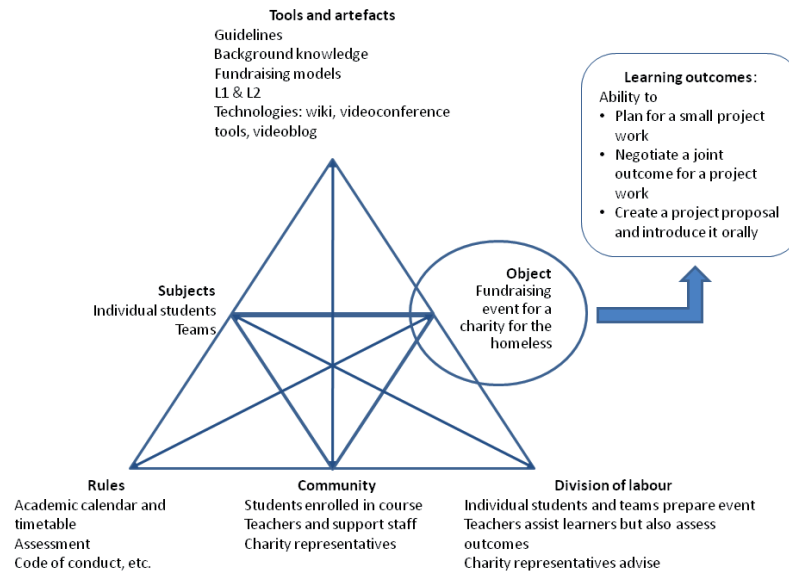 Tools and artefacts
Guidelines
Background knowledge
Fundraising models
L1 & L2
Technologies: wiki, videoconference
tools, videoblog
Learning outcomes:
Ability to
• Plan for a small project
work
• Negotiate a joint
outcome for a project
work
• Create a project proposal
and introduce it orally
Subjects
Individual students
Teams
Object
Fundraising
event for a
charity for the
homeless
Rules
Academic calendar and
timetable
Assessment
Code of conduct, etc.
Community
Students enrolled in course
Teachers and support staff
Charity representatives
Division of labour
Individual students and teams prepare event
Teachers assist learners but also assess
outcomes
Charity representatives advise